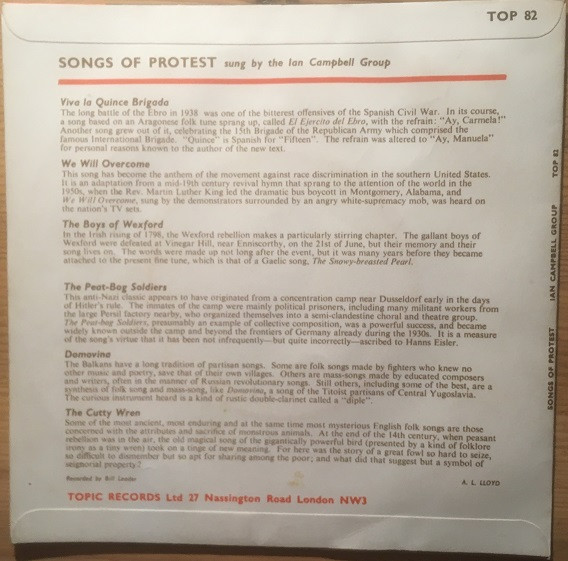 TOP 82
SONGS OF PROTEST sung by the Ian Campbell Group
Viva la Quince Brigada
The long battle of the Ebro in 1938 was one of the bitterest offensives of the Spanish Civil War. In its course,
a song based on an Aragonese folk tune sprang up, called El Ejercito del Ebro, with the refrain: "Ay, Carmela!"
Another song grew out of it, celebrating the 15th Brigade of the Republican Army which comprised the
famous International Brigade. "Quince" is Spanish for "Fifteen". The refrain was altered to "Ay, Manuela"
for personal reasons known to the author of the new text.
We Will Overcome
This song has become the anthem of the movement against race discrimination in the southern United States.
It is an adaptation from a mid-19th century revival hymn that sprang to the attention of the world in the
1950s, when the Rev. Martin Luther King led the dramatic bus boycott in Montgomery, Alabama, and
We Will Overcome, sung by the demonstrators surrounded by an angry white-supremacy mob, was heard on
the nation's TV sets.
The Boys of Wexford
In the Irish rising of 1798, the Wexford rebellion makes a particularly stirring chapter. The gallant boys of
Wexford were defeated at Vinegar Hill, near Enniscorthy, on the 21st of June, but their memory and their
song lives on. The words were made up not long after the event, but it was many years before they became
attached to the present fine tune, which is that of a Gaelic song, The Snowy-breasted Pearl.
The Peat-Bog Soldiers
This anti-Nazi classic appears to have originated from a concentration camp near Dusseldorf early in the days
of Hitler's rule. The inmates of the camp were mainly political prisoners, including many militant workers from
the large Persil factory nearby, who organized themselves into a semi-clandestine choral and theatre group.
The Peat-bog Soldiers, presumably an example of collective composition, was a powerful success, and became
widely known outside the camp and beyond the frontiers of Germany already during the 1930s. It is a measure
of the song's virtue that it has been not infrequently—but quite incorrectly—ascribed to Hanns Eisler.
Domovina
The Balkans have a long tradition of partisan songs. Some are folk songs made by fighters who knew no
other music and poetry, save that of their own villages. Others are mass-songs made by educated composers
and writers, often in the manner of Russian revolutionary songs. Still others, including some of the best, are a
synthesis of folk song and mass-song, like Domovina, a song of the Titoist partisans of Central Yugoslavia.
The curious instrument heard is a kind of rustic double-clarinet called a "diple".
The Cutty Wren
Some of the most ancient, most enduring and at the same time most mysterious English folk songs are those
concerned with the attributes and sacrifice of monstrous animals. At the end of the 14th century, when peasant
rebellion was in the air, the old magical song of the gigantically powerful bird (presented by a kind of folklore
irony as a tiny wren) took on a tinge of new meaning. For here was the story of a great fowl so hard to seize,
so difficult to dismember but so apt for sharing among the poor; and what did that suggest but a symbol of
seignorial property?
Recorded by Bill Leader
A. L. LLOYD
TOPIC RECORDS Ltd 27 Nassington Road London NW3
SONGS OF PROTEST IAN CAMPBELL GROUP TOP 82